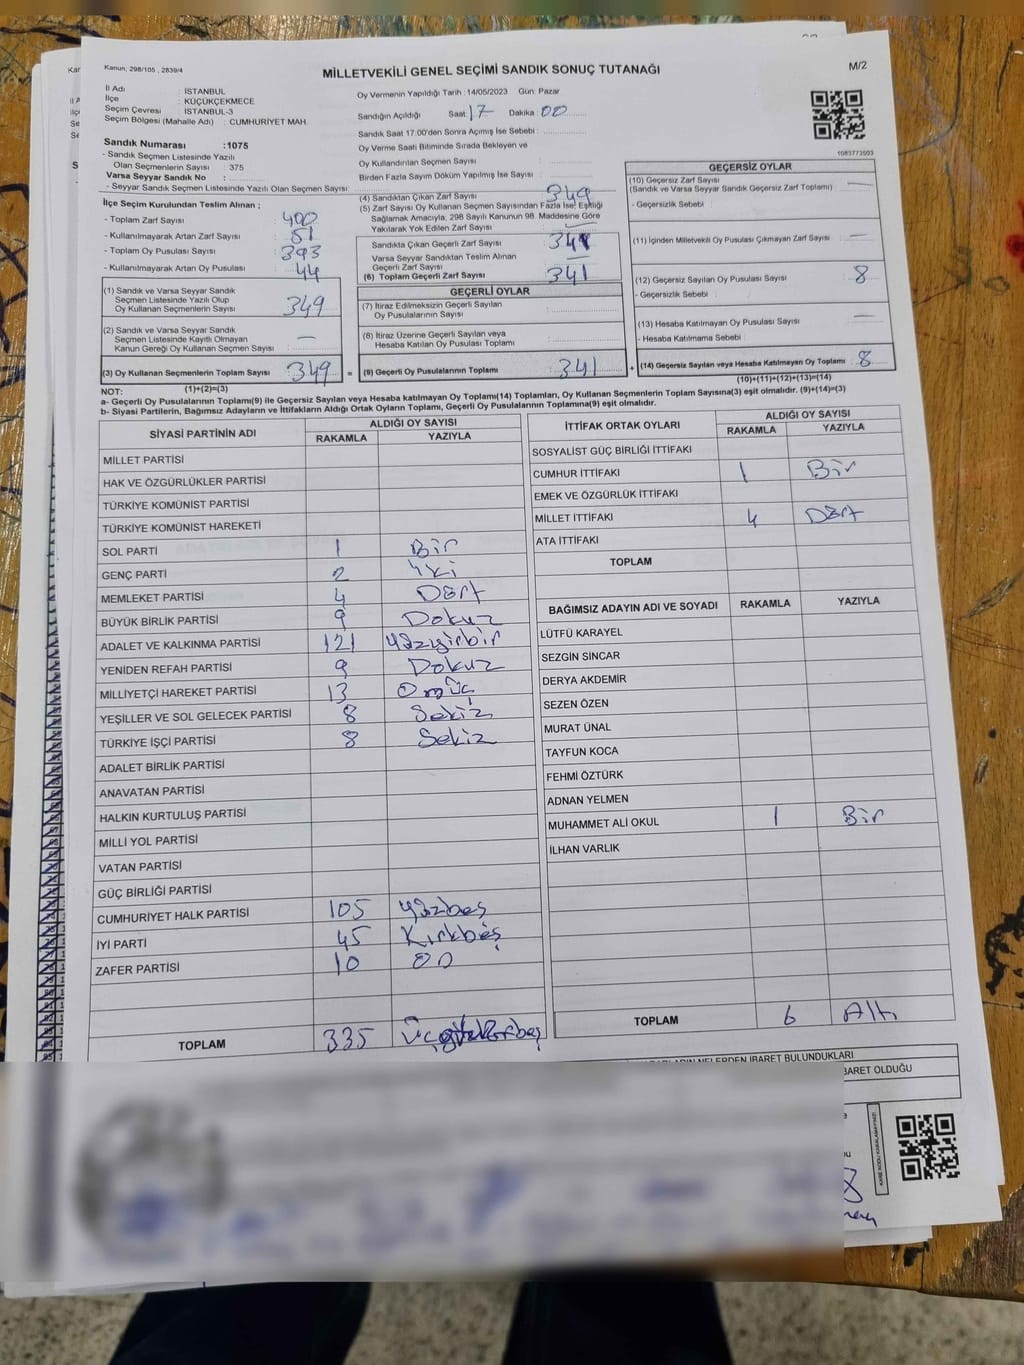 Kanun, 298/105 , 2839/4
MİLLETVEKİLİ GENEL SEÇİMİ SANDIK SONUÇ TUTANAĞI
M/2
İl Adı : İSTANBUL
İlçe : KÜÇÜKÇEKMECE
Seçim Çevresi : İSTANBUL-3
Seçim Bölgesi (Mahalle Adı) : CUMHURİYET MAH.
Sandık Numarası :1075
- Sandık Seçmen Listesinde Yazılı
Olan Seçmenlerin Sayısı : 375
Varsa Seyyar Sandık No :
- Seyyar Sandık Seçmen Listesinde Yazılı Olan Seçmen Sayısı:
Oy Vermenin Yapıldığı Tarih :14/05/2023 Gün: Pazar
Sandığın Açıldığı Saat: 17 Dakika 00
Sandık Saat 17:00'den Sonra Açımış İse Sebebi :
Oy Verme Saati Bitiminde Sırada Bekleyen ve
Oy Kullandırılan Seçmen Sayısı :
Birden Fazla Sayım Döküm Yapılmış İse Sayısı :
1083773503
İlçe Seçim Kurulundan Teslim Alınan ;
- Toplam Zarf Sayısı : 400
- Kullanılmayarak Artan Zarf Sayısı : 51
- Toplam Oy Pusulası Sayısı : 393
- Kullanılmayarak Artan Oy Pusulası : 44
(1) Sandık ve Varsa Seyyar Sandık
Seçmen Listesinde Yazılı Olup
Oy Kullanan Seçmenlerin Sayısı : 349
(2) Sandık ve Varsa Seyyar Sandık
Seçmen Listesinde Kayıtlı Olmayan
Kanun Gereği Oy Kullanan Seçmen Sayısı : —
(3) Oy Kullanan Seçmenlerin Toplam Sayısı : 349 =
(1)+(2)=(3)
(4) Sandıktan Çıkan Zarf Sayısı : 349
(5) Zarf Sayısı Oy Kullanan Seçmen Sayısından Fazla İse; Eşitliği
Sağlamak Amacıyla, 298 Sayılı Kanunun 98. Maddesine Göre
Yakılarak Yok Edilen Zarf Sayısı : —
Sandıkta Çıkan Geçerli Zarf Sayısı : 341
Varsa Seyyar Sandıktan Teslim Alınan
Geçerli Zarf Sayısı : —
(6) Toplam Geçerli Zarf Sayısı : 341
GEÇERLİ OYLAR
(7) İtiraz Edilmeksizin Geçerli Sayılan
Oy Pusulalarının Sayısı :
(8) İtiraz Üzerine Geçerli Sayılan veya
Hesaba Katılan Oy Pusulası Toplamı :
(9) Geçerli Oy Pusulalarının Toplamı : 341 +
GEÇERSİZ OYLAR
(10) Geçersiz Zarf Sayısı : —
(Sandık ve Varsa Seyyar Sandık Geçersiz Zarf Toplamı)
- Geçersizlik Sebebi :
(11) İçinden Milletvekili Oy Pusulası Çıkmayan Zarf Sayısı : —
(12) Geçersiz Sayılan Oy Pusulası Sayısı : 8
- Geçersizlik Sebebi :
(13) Hesaba Katılmayan Oy Pusulası Sayısı : —
- Hesaba Katılmama Sebebi :
(14) Geçersiz Sayılan veya Hesaba Katılmayan Oy Toplamı : 8
(10)+(11)+(12)+(13)=(14)
NOT:
a- Geçerli Oy Pusulalarının Toplamı(9) ile Geçersiz Sayılan veya Hesaba katılmayan Oy Toplamı(14) Toplamları, Oy Kullanan Seçmenlerin Toplam Sayısına(3) eşit olmalıdır. (9)+(14)=(3)
b- Siyasi Partilerin, Bağımsız Adayların ve İttifakların Aldığı Ortak Oyların Toplamı, Geçerli Oy Pusulalarının Toplamına(9) eşit olmalıdır.
SİYASİ PARTİNİN ADI ALDIĞI OY SAYISI
RAKAMLA YAZIYLA
MİLLET PARTİSİ
HAK VE ÖZGÜRLÜKLER PARTİSİ
TÜRKİYE KOMÜNİST PARTİSİ
TÜRKİYE KOMÜNİST HAREKETİ
SOL PARTİ 1 Bir
GENÇ PARTİ 2 İki
MEMLEKET PARTİSİ 4 Dört
BÜYÜK BİRLİK PARTİSİ 9 Dokuz
ADALET VE KALKINMA PARTİSİ 121 Yüzyirbir
YENİDEN REFAH PARTİSİ 9 Dokuz
MİLLİYETÇİ HAREKET PARTİSİ 13 Onüç
YEŞİLLER VE SOL GELECEK PARTİSİ 8 Sekiz
TÜRKİYE İŞÇİ PARTİSİ 8 Sekiz
ADALET BİRLİK PARTİSİ
ANAVATAN PARTİSİ
HALKIN KURTULUŞ PARTİSİ
MİLLİ YOL PARTİSİ
VATAN PARTİSİ
GÜÇ BİRLİĞİ PARTİSİ
CUMHURİYET HALK PARTİSİ 105 Yüzbeş
İYİ PARTİ 45 Kırkbeş
ZAFER PARTİSİ 10 On
TOPLAM 335
İTTİFAK ORTAK OYLARI ALDIĞI OY SAYISI
RAKAMLA YAZIYLA
SOSYALİST GÜÇ BİRLİĞİ İTTİFAKI
CUMHUR İTTİFAKI 1 Bir
EMEK VE ÖZGÜRLÜK İTTİFAKI
MİLLET İTTİFAKI 4 Dört
ATA İTTİFAKI
TOPLAM
BAĞIMSIZ ADAYIN ADI VE SOYADI RAKAMLA YAZIYLA
LÜTFÜ KARAYEL
SEZGİN SİNCAR
DERYA AKDEMİR
SEZEN ÖZEN
MURAT ÜNAL
TAYFUN KOCA
FEHMİ ÖZTÜRK
ADNAN YELMEN
MUHAMMET ALİ OKUL 1 Bir
İLHAN VARLIK
TOPLAM 6 Altı
NELERDEN İBARET BULUNDUKLARI
BARET OLDUĞU